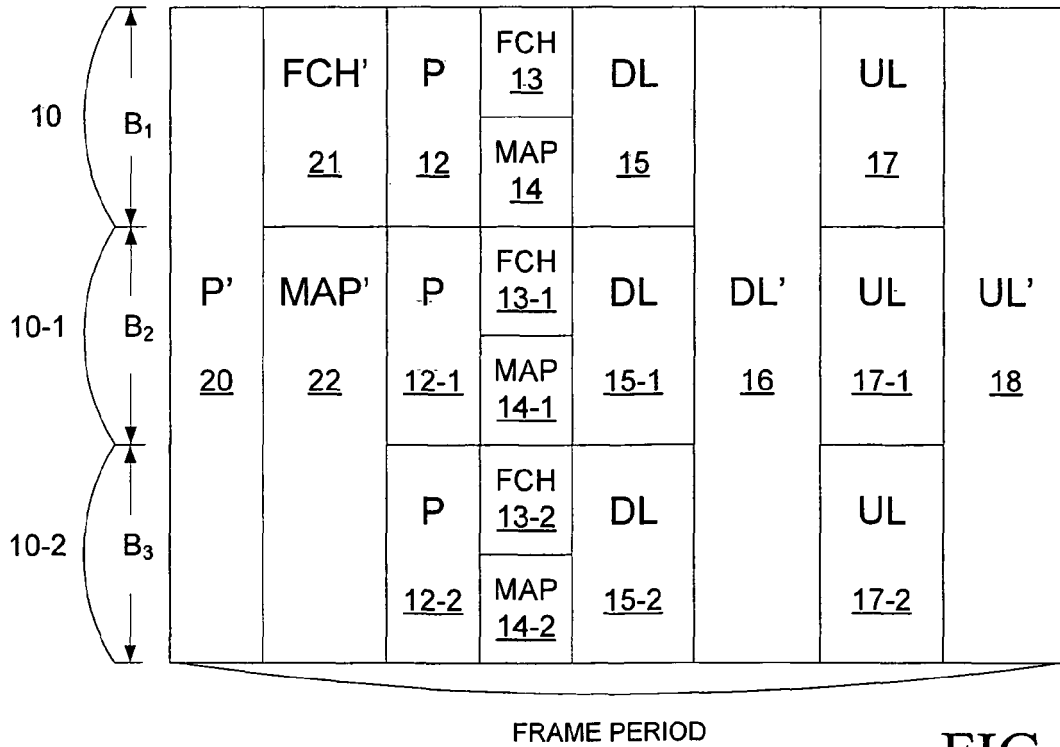 FCH' P FCH DL UL
13
10 B₁
MAP
21 12 14 15 17
FCH
P' MAP' P 13-1 DL DL' UL UL'
10-1 B₂
MAP
20 22 12-1 14-1 15-1 16 17-1 18
FCH
P 13-2 DL UL
10-2 B₃
MAP
12-2 14-2 15-2 17-2
FRAME PERIOD
FIG